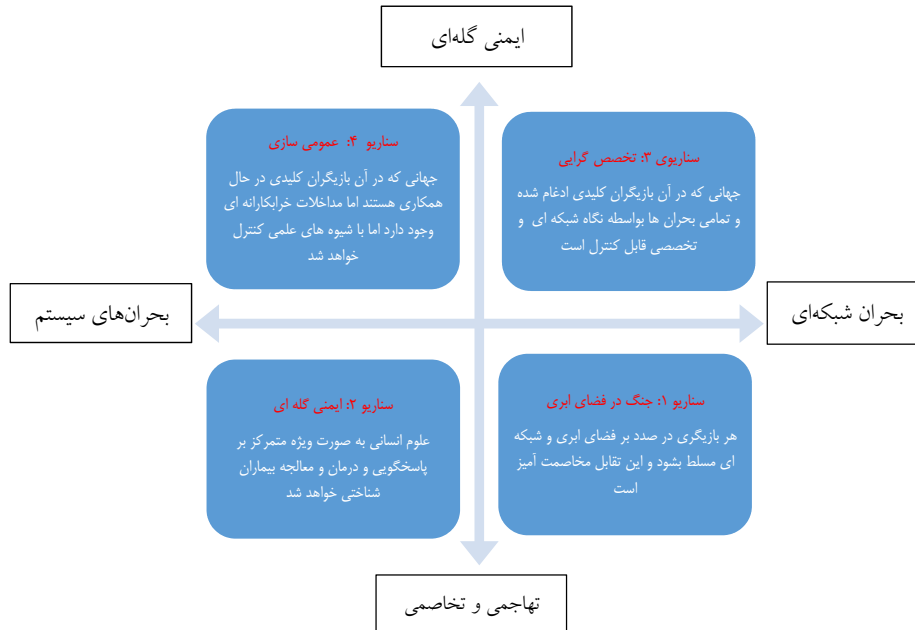 ایمنی گله‌ای
سناریوی ۳: تخصص گرایی
جهانی که در آن بازیگران کلیدی ادغام شده
و تمامی بحران ها بواسطه نگاه شبکه ای و
تخصصی قابل کنترل است
سناریو ۴: عمومی سازی
جهانی که در آن بازیگران کلیدی در حال
همکاری هستند اما مداخلات خرابکارانه ای
وجود دارد اما با شیوه های علمی کنترل
خواهد شد
بحران شبکه‌ای
بحران‌های سیستم
سناریو ۱: جنگ در فضای ابری
هر بازیگری در صدد بر فضای ابری و شبکه
ای مسلط بشود و این تقابل مخاصمت آمیز
است
سناریو ۲: ایمنی گله ای
علوم انسانی به صورت ویژه متمرکز بر
پاسخگویی و درمان و معالجه بیماران
شناختی خواهد شد
تهاجمی و تخاصمی